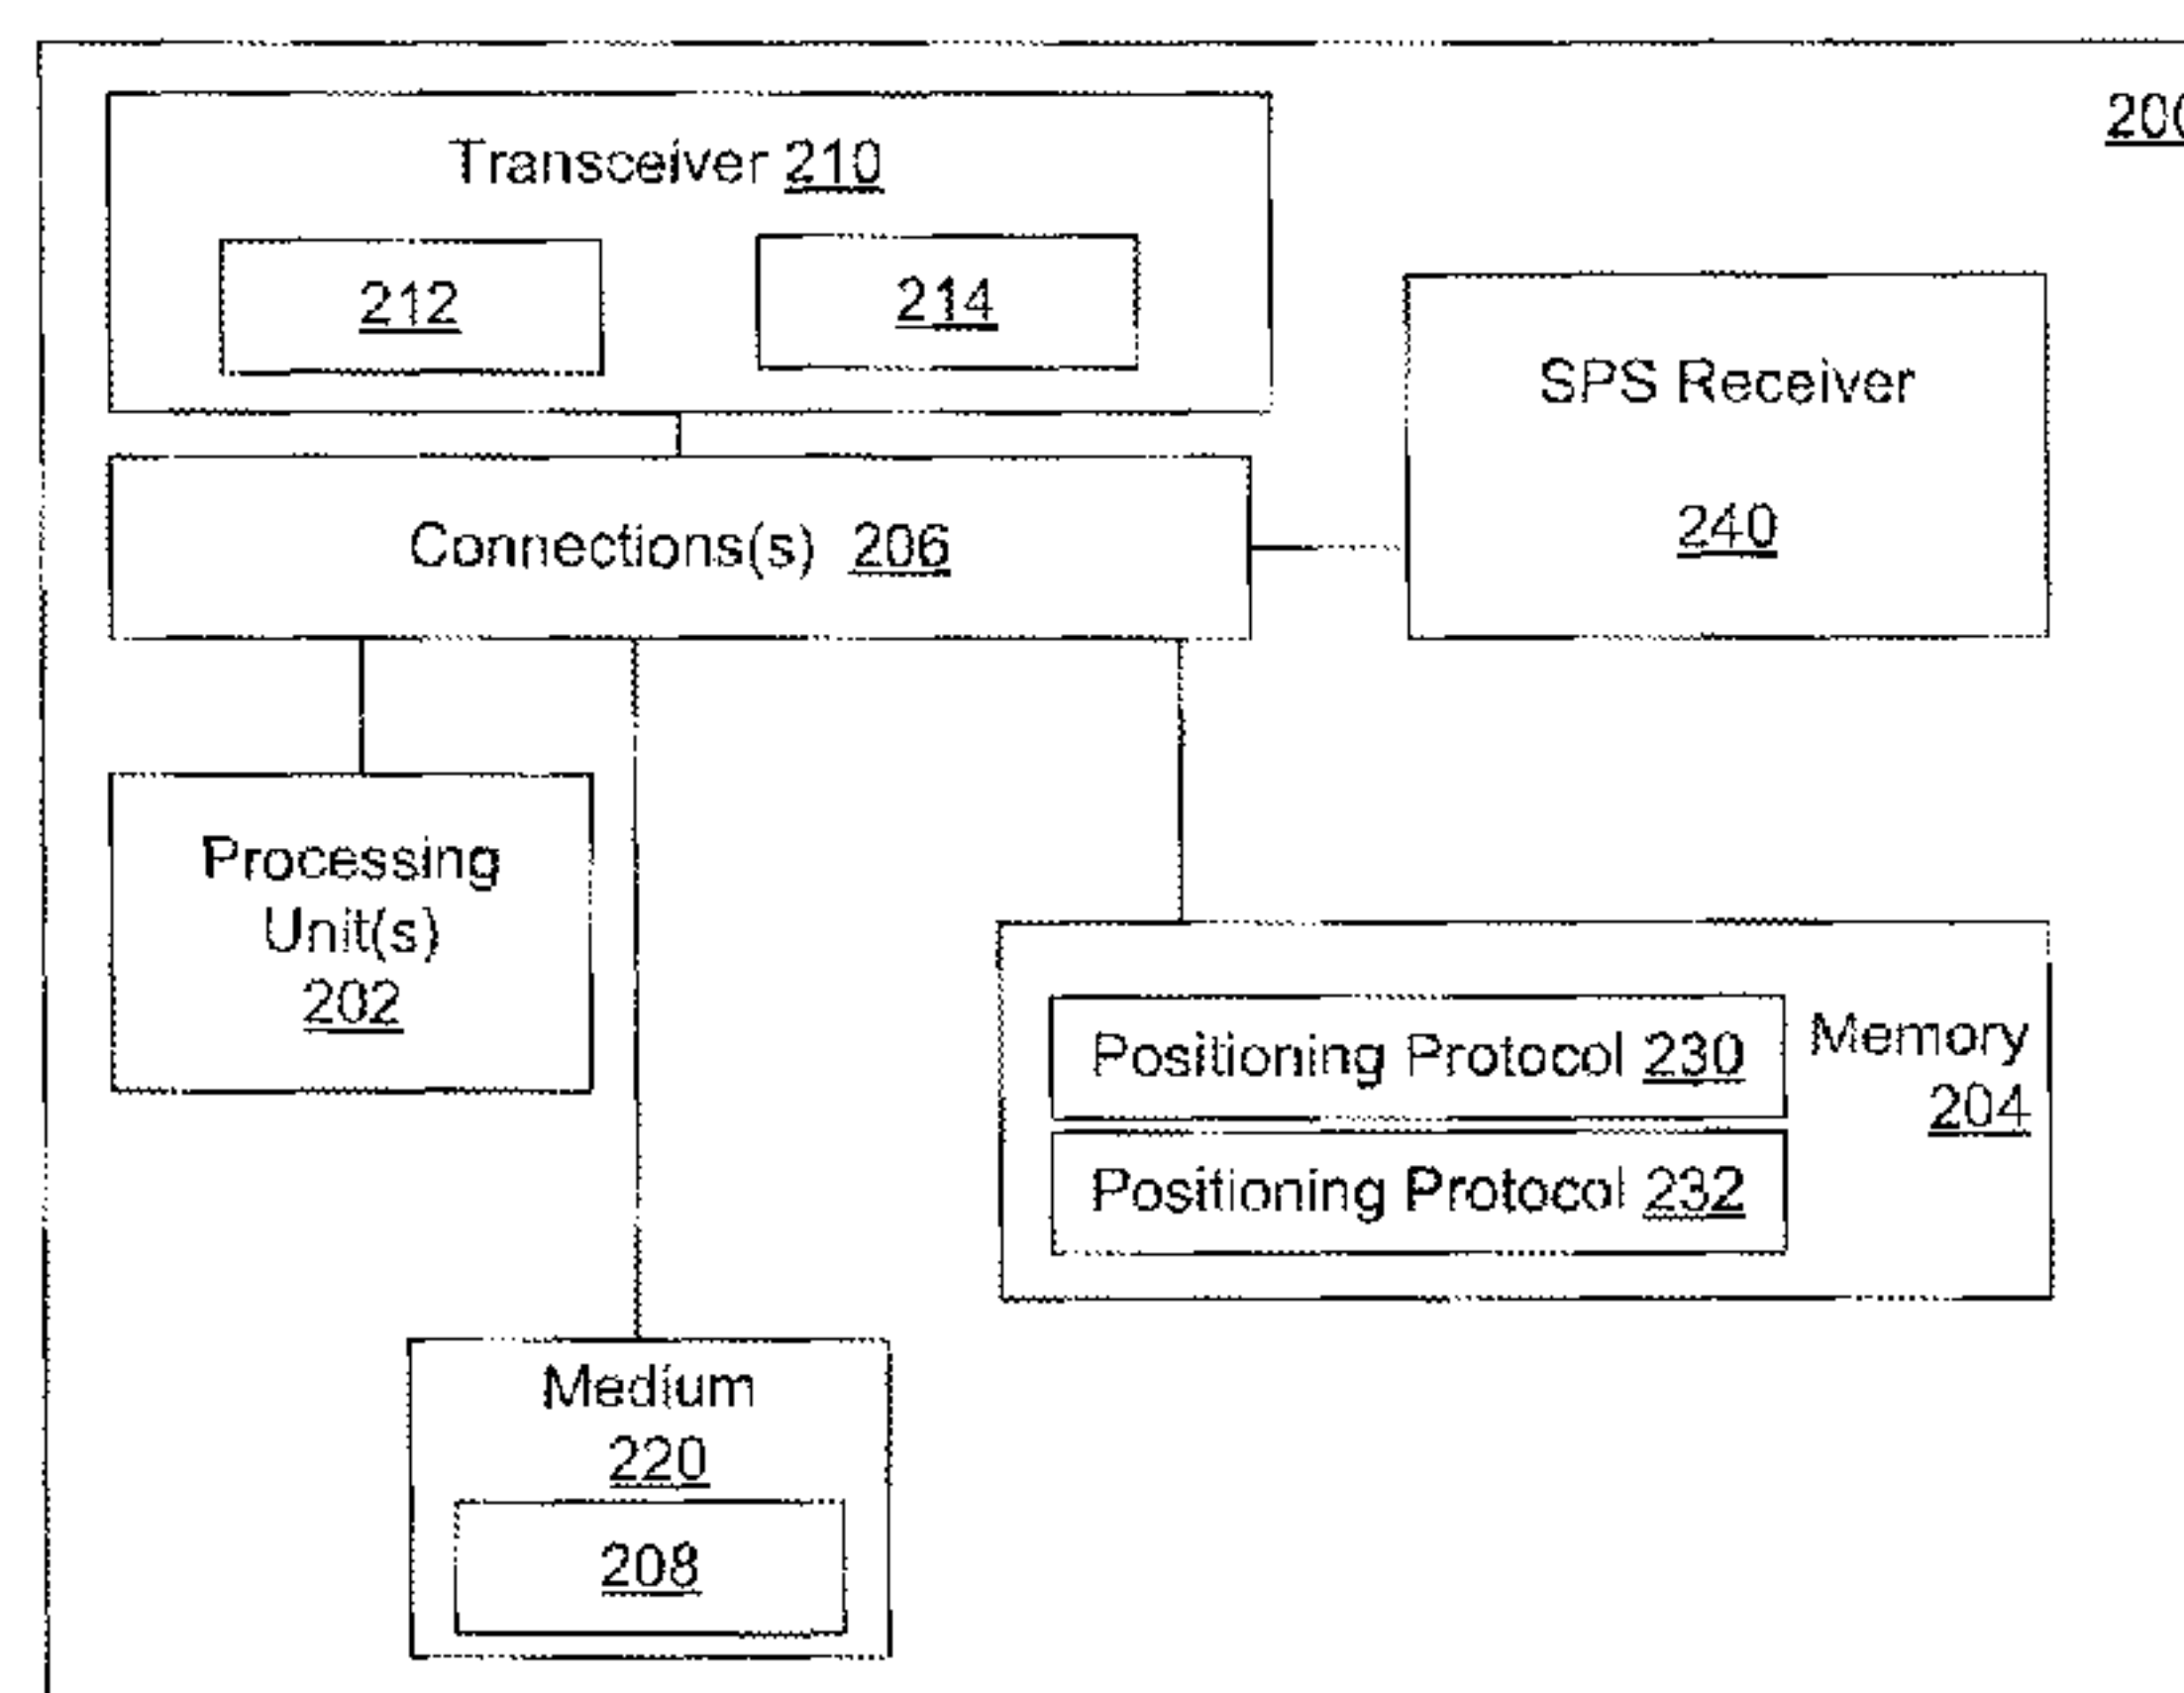 Transceiver 210
212
214
SPS Receiver
240
Connections(s) 206
Processing
Unit(s)
202
Positioning Protocol 230
Memory
204
Positioning Protocol 232
Medium
220
208